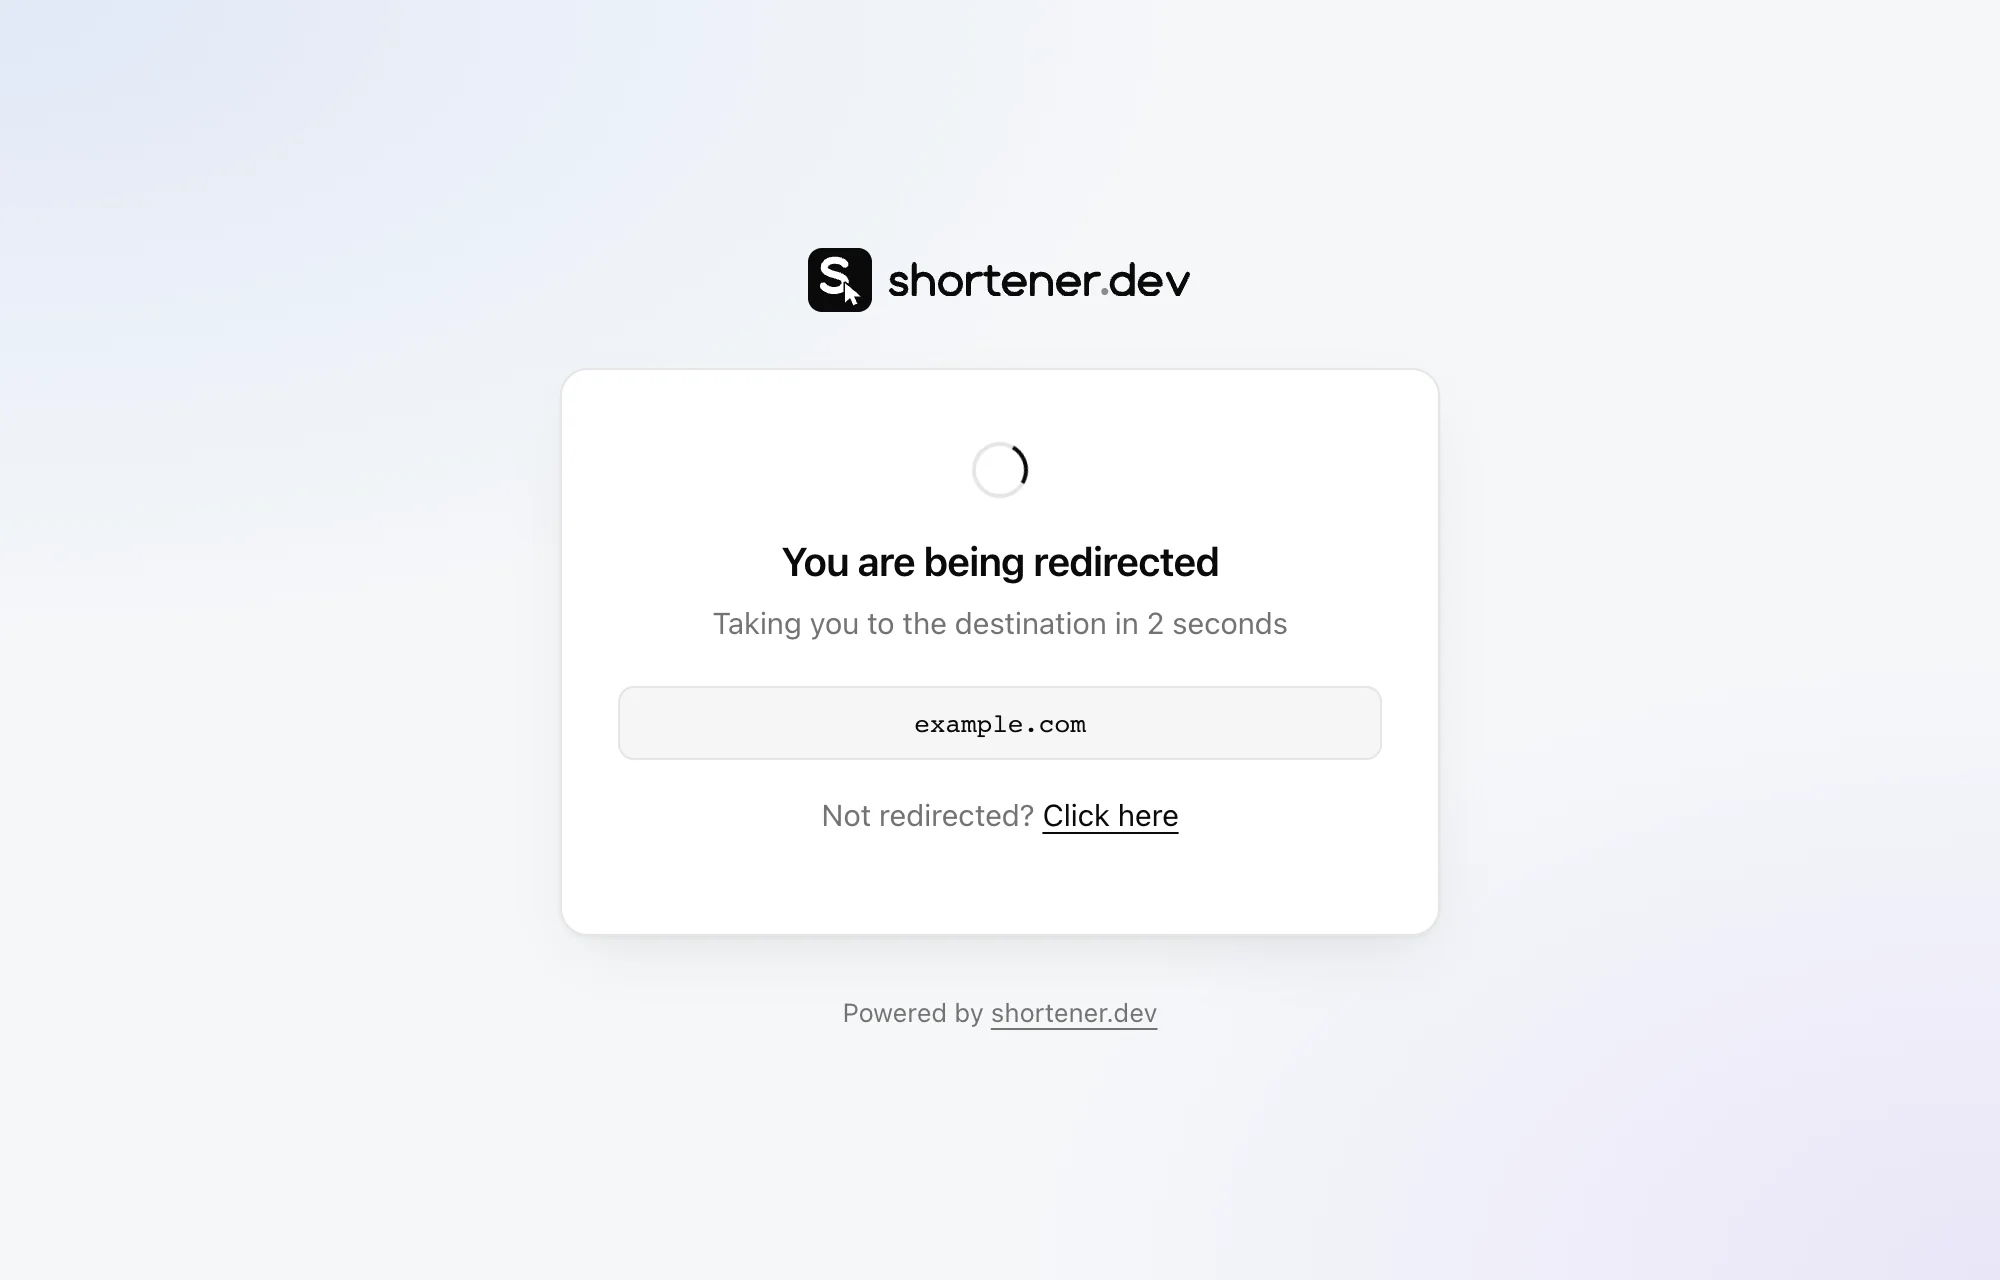 S
shortener.dev
You are being redirected
Taking you to the destination in 2 seconds
example.com
Not redirected? Click here
Powered by shortener.dev